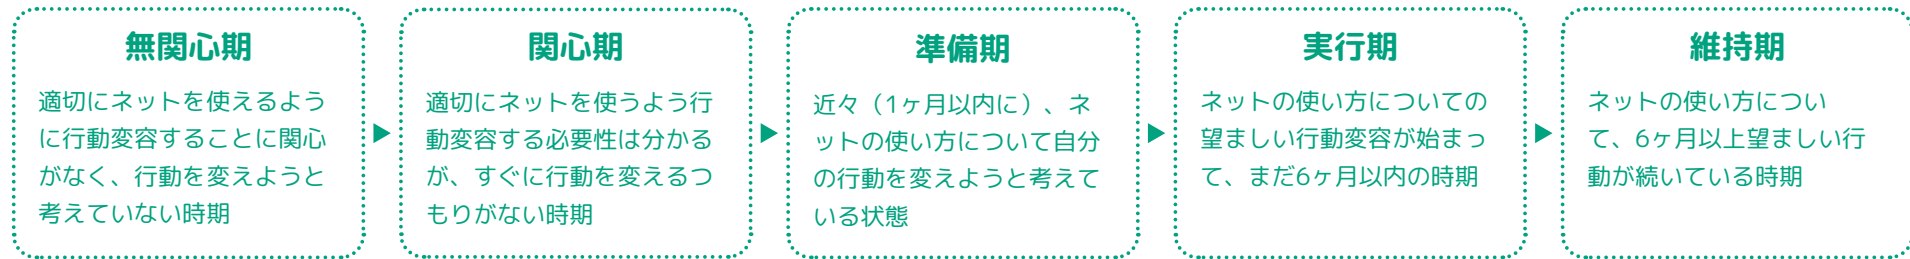 無関心期
適切にネットを使えるよう
に行動変容することに関心
がなく、行動を変えようと
考えていない時期
関心期
適切にネットを使うよう行
動変容する必要性は分かる
が、すぐに行動を変えるつ
もりがない時期
準備期
近々（1ヶ月以内に）、ネ
ットの使い方について自分
の行動を変えようと考えて
いる状態
実行期
ネットの使い方についての
望ましい行動変容が始まっ
て、まだ6ヶ月以内の時期
維持期
ネットの使い方につい
て、6ヶ月以上望ましい行
動が続いている時期